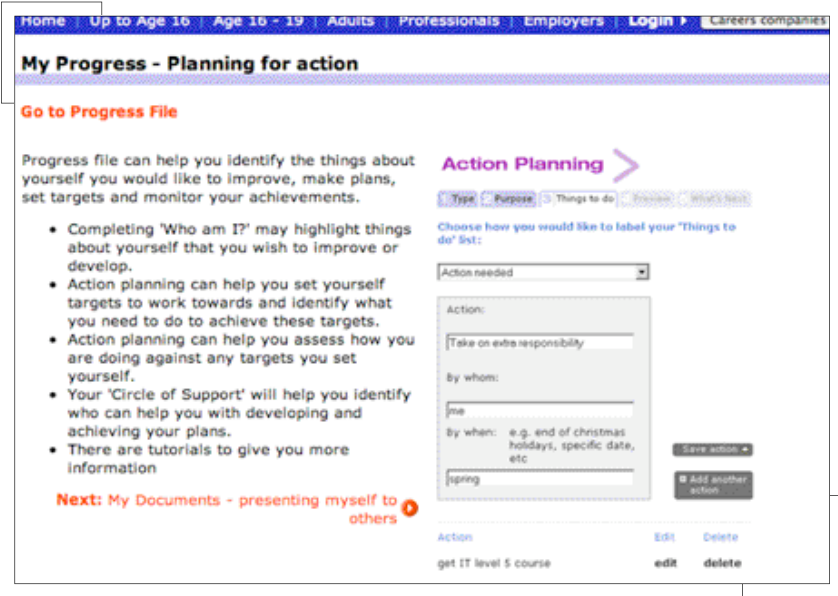 Home Up to Age 16 Age 16 - 19 Adults Professionals Employers Login Careers companies
My Progress - Planning for action
Go to Progress File
Progress file can help you identify the things about
yourself you would like to improve, make plans,
set targets and monitor your achievements.
Completing 'Who am I?' may highlight things
about yourself that you wish to improve or
develop.
Action planning can help you set yourself
targets to work towards and identify what
you need to do to achieve these targets.
Action planning can help you assess how you
are doing against any targets you set
yourself.
Your 'Circle of Support' will help you identify
who can help you with developing and
achieving your plans.
There are tutorials to give you more
information
Next: My Documents - presenting myself to
others
Action Planning
1 Type 2 Purpose 3 Things to do Preview What's Next
Choose how you would like to label your 'Things to
do' list:
Action needed
Action:
Take on extra responsibility
By whom:
me
By when: e.g. end of christmas
holidays, specific date,
etc
spring
Save action
Add another
action
Action Edit Delete
get IT level 5 course edit delete